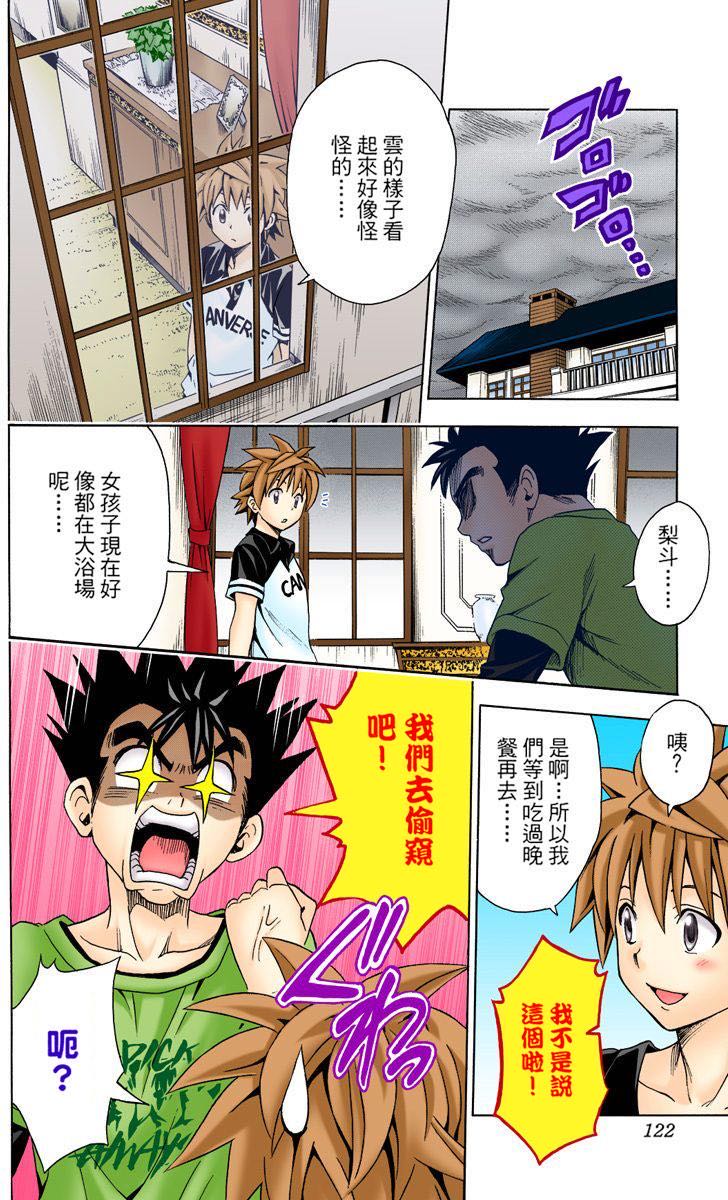 ゴロ
ゴロ…
雲的樣子看
起來好像怪
怪的……
ANVERSE
梨斗……
CAN
女孩子現在好
像都在大浴場
呢……
咦？
是啊…所以我
們等到吃過晚
餐再去……
我不是說
這個啦！
我們去偷窺
吧！
ぐわっ
呃？
122